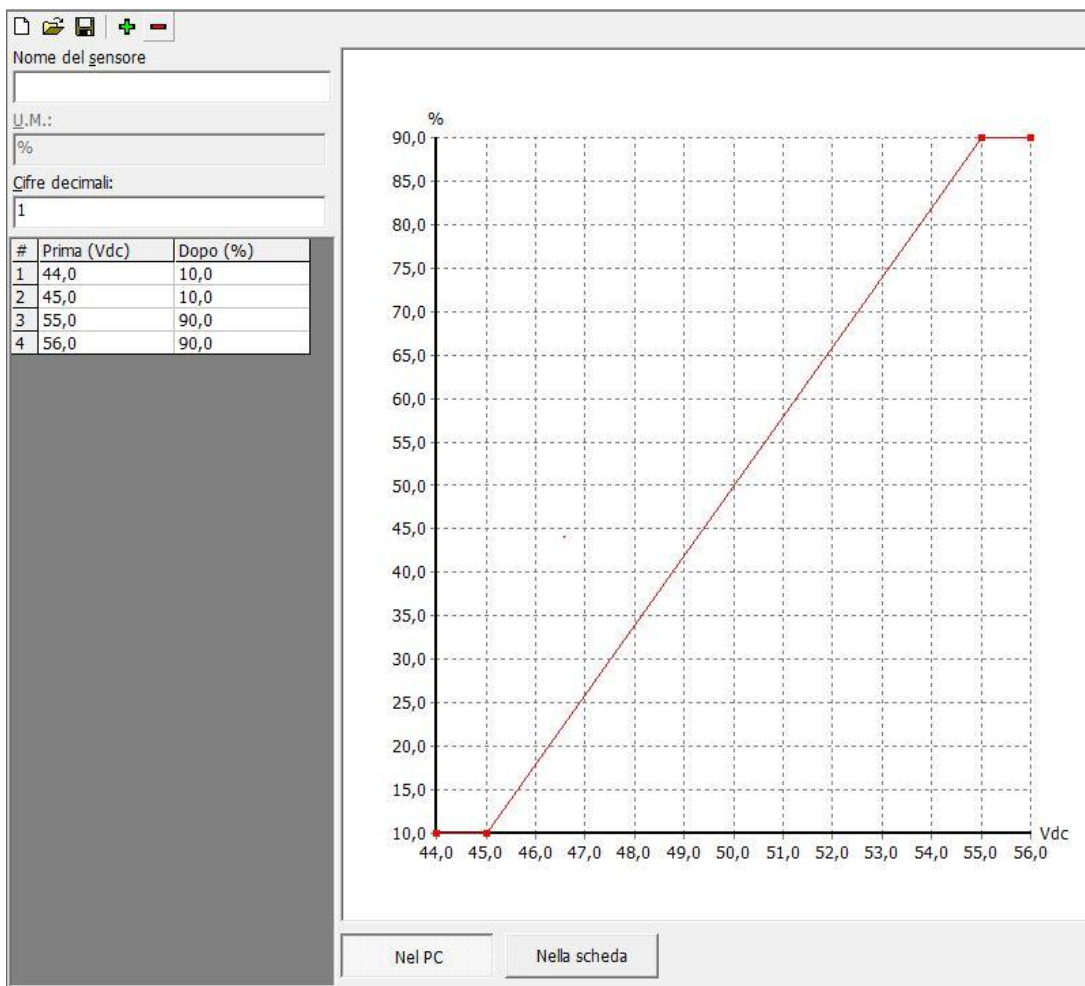 Nome del sensore
U.M.:
%
Cifre decimali:
1
# Prima (Vdc) Dopo (%)
1 44,0 10,0
2 45,0 10,0
3 55,0 90,0
4 56,0 90,0
%
90,0
85,0
80,0
75,0
70,0
65,0
60,0
55,0
50,0
45,0
40,0
35,0
30,0
25,0
20,0
15,0
10,0
Vdc
44,0 45,0 46,0 47,0 48,0 49,0 50,0 51,0 52,0 53,0 54,0 55,0 56,0
Nel PC Nella scheda